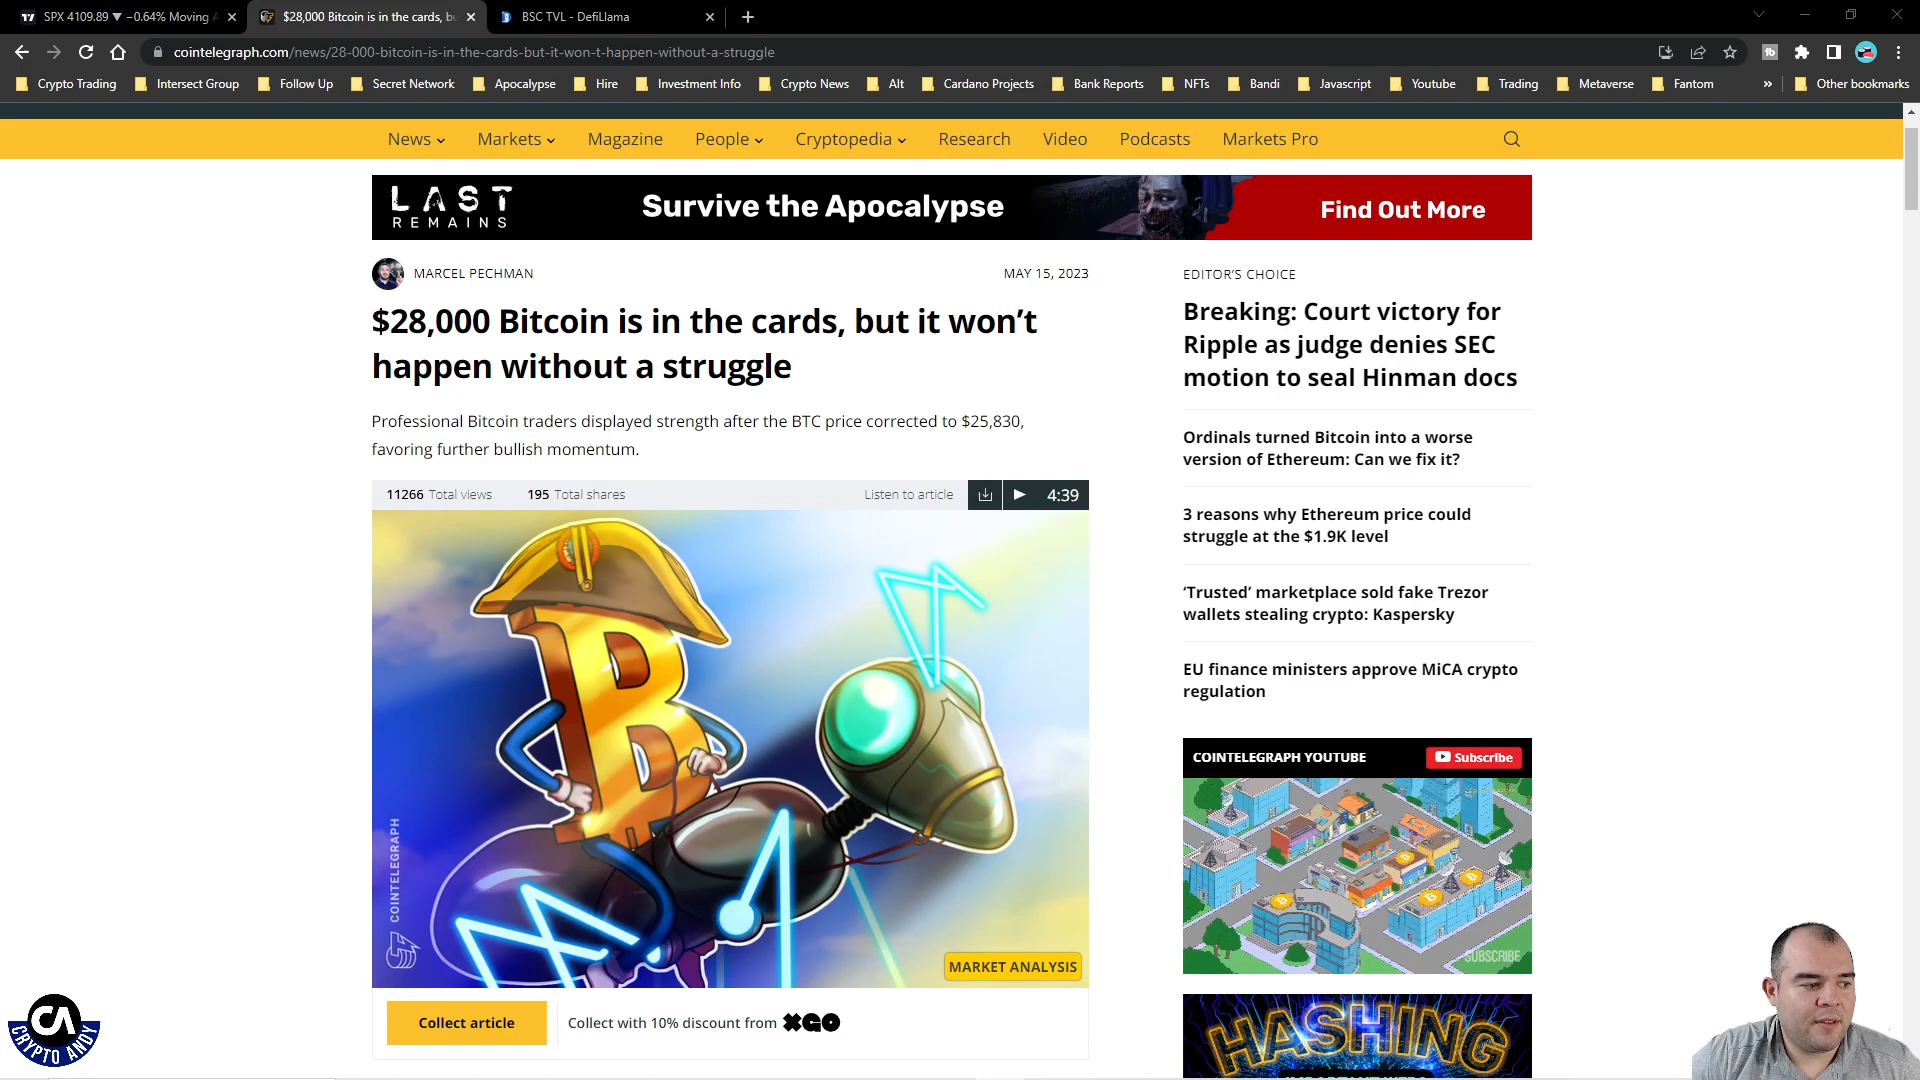 SPX 4109.89 ▼ −0.64% Moving A
$28,000 Bitcoin is in the cards, bu
BSC TVL - DefiLlama
cointelegraph.com/news/28-000-bitcoin-is-in-the-cards-but-it-won-t-happen-without-a-struggle
Crypto Trading
Intersect Group
Follow Up
Secret Network
Apocalypse
Hire
Investment Info
Crypto News
Alt
Cardano Projects
Bank Reports
NFTs
Bandi
Javascript
Youtube
Trading
Metaverse
Fantom
»
Other bookmarks
News
Markets
Magazine
People
Cryptopedia
Research
Video
Podcasts
Markets Pro
LAST
REMAINS
Survive the Apocalypse
Find Out More
MARCEL PECHMAN
MAY 15, 2023
$28,000 Bitcoin is in the cards, but it won’t
happen without a struggle
Professional Bitcoin traders displayed strength after the BTC price corrected to $25,830,
favoring further bullish momentum.
11266 Total views
195 Total shares
Listen to article
4:39
COINTELEGRAPH
MARKET ANALYSIS
Collect article
Collect with 10% discount from XGO
EDITOR’S CHOICE
Breaking: Court victory for
Ripple as judge denies SEC
motion to seal Hinman docs
Ordinals turned Bitcoin into a worse
version of Ethereum: Can we fix it?
3 reasons why Ethereum price could
struggle at the $1.9K level
‘Trusted’ marketplace sold fake Trezor
wallets stealing crypto: Kaspersky
EU finance ministers approve MiCA crypto
regulation
COINTELEGRAPH YOUTUBE
Subscribe
SUBSCRIBE
HASHING
CA
CRYPTO ANDY